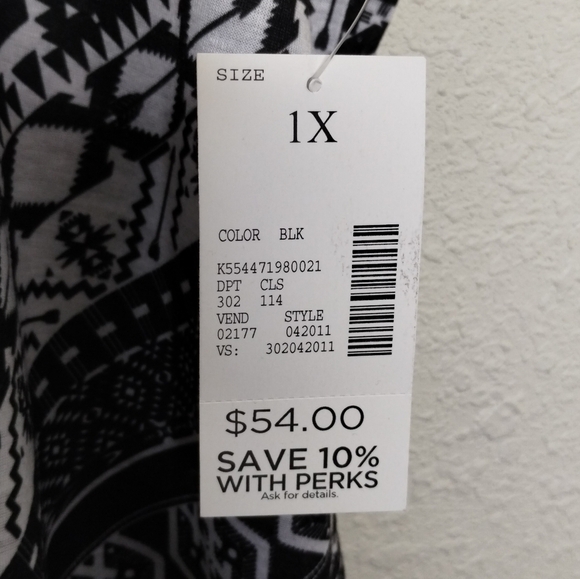 SIZE
1X
COLOR BLK
K554471980021
DPT CLS
302 114
VEND STYLE
02177 042011
VS: 302042011
$54.00
SAVE 10%
WITH PERKS
Ask for details.